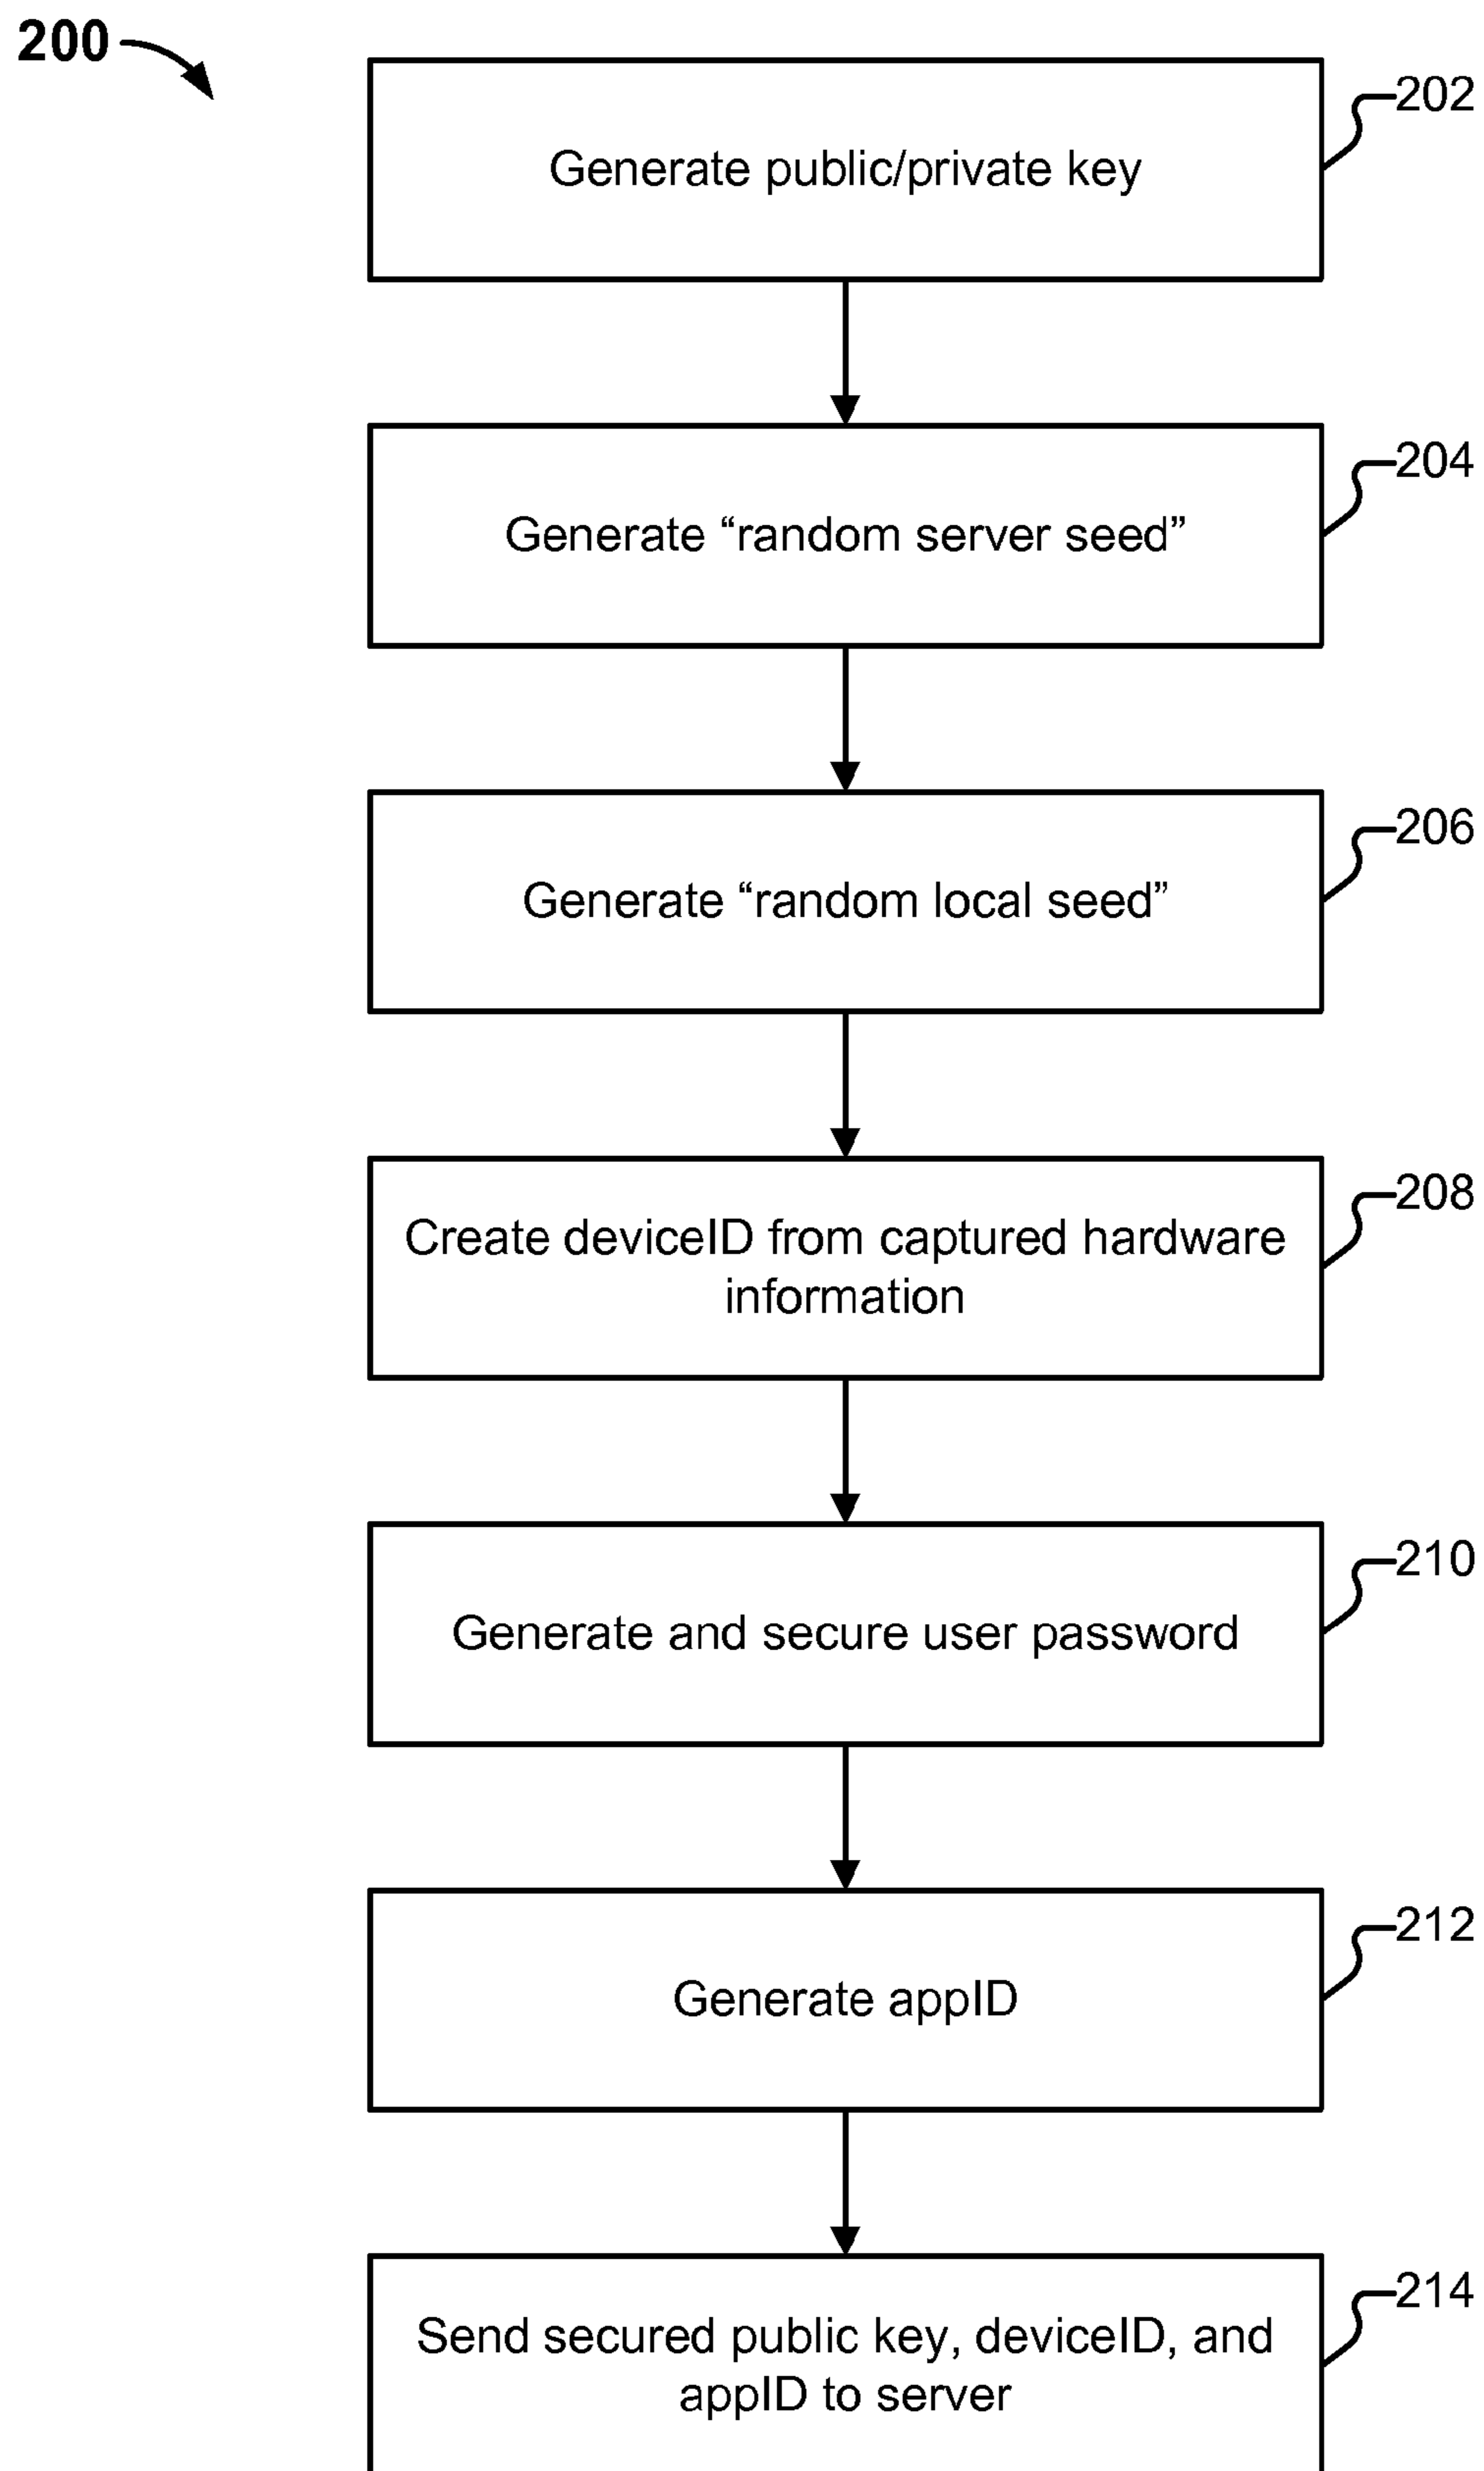 200
202
Generate public/private key
204
Generate “random server seed”
206
Generate “random local seed”
208
Create deviceID from captured hardware
information
210
Generate and secure user password
212
Generate appID
214
Send secured public key, deviceID, and
appID to server